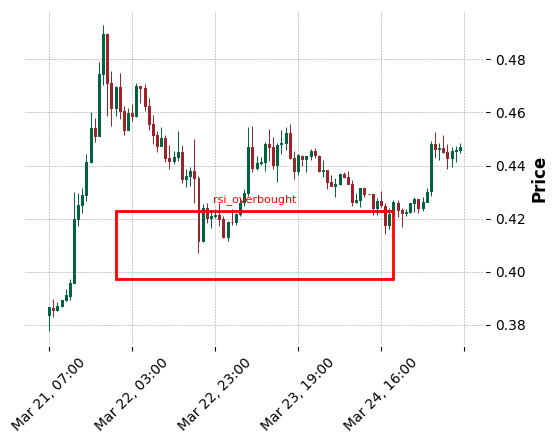 0.48
0.46
0.44
0.42
0.40
0.38
Price
rsi_overbought
Mar 21, 07:00
Mar 22, 03:00
Mar 22, 23:00
Mar 23, 19:00
Mar 24, 16:00